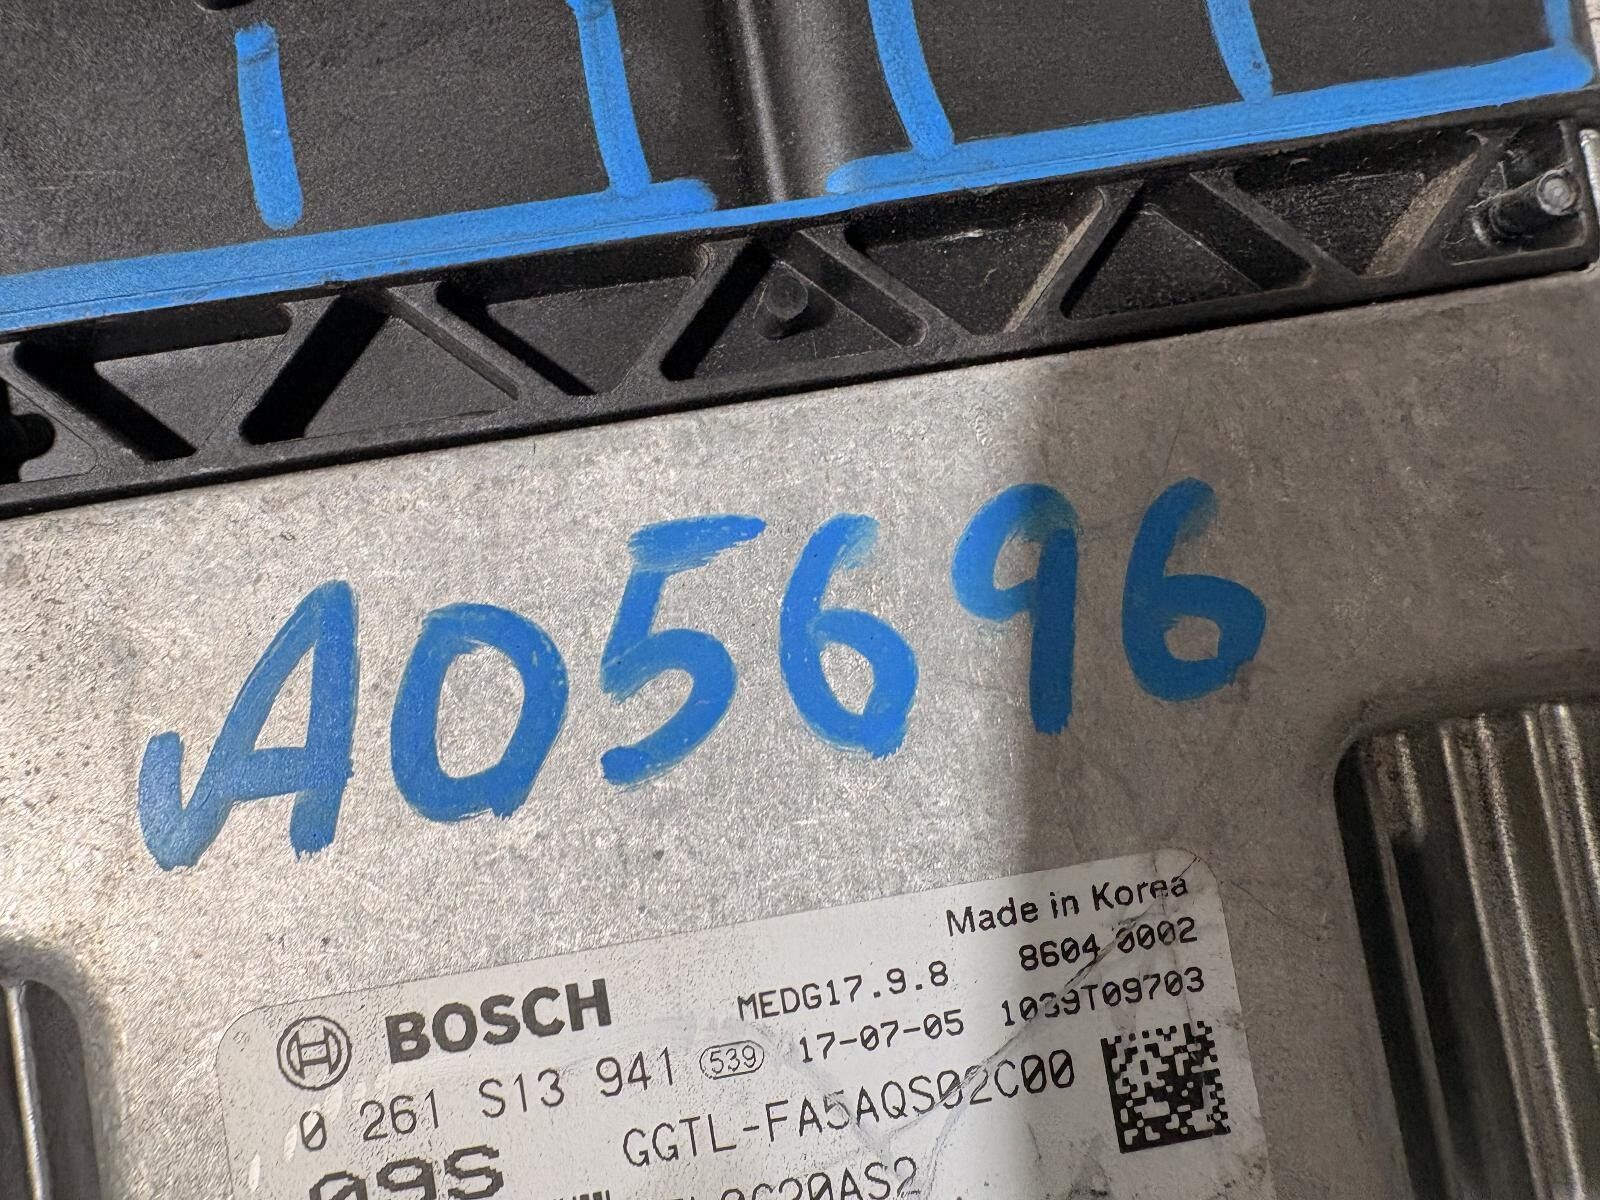 A05696
Made in Korea
8604 0002
BOSCH
MEDG17.9.8
17-07-05 1039T09703
0 261 S13 941 539
GGTL-FA5AQS02C00
09S